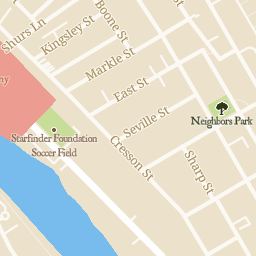 Shurs Ln
Kingsley St
Boone St
Markle St
East St
Seville St
Neighbors Park
Starfinder Foundation
Soccer Field
Cresson St
Sharp St